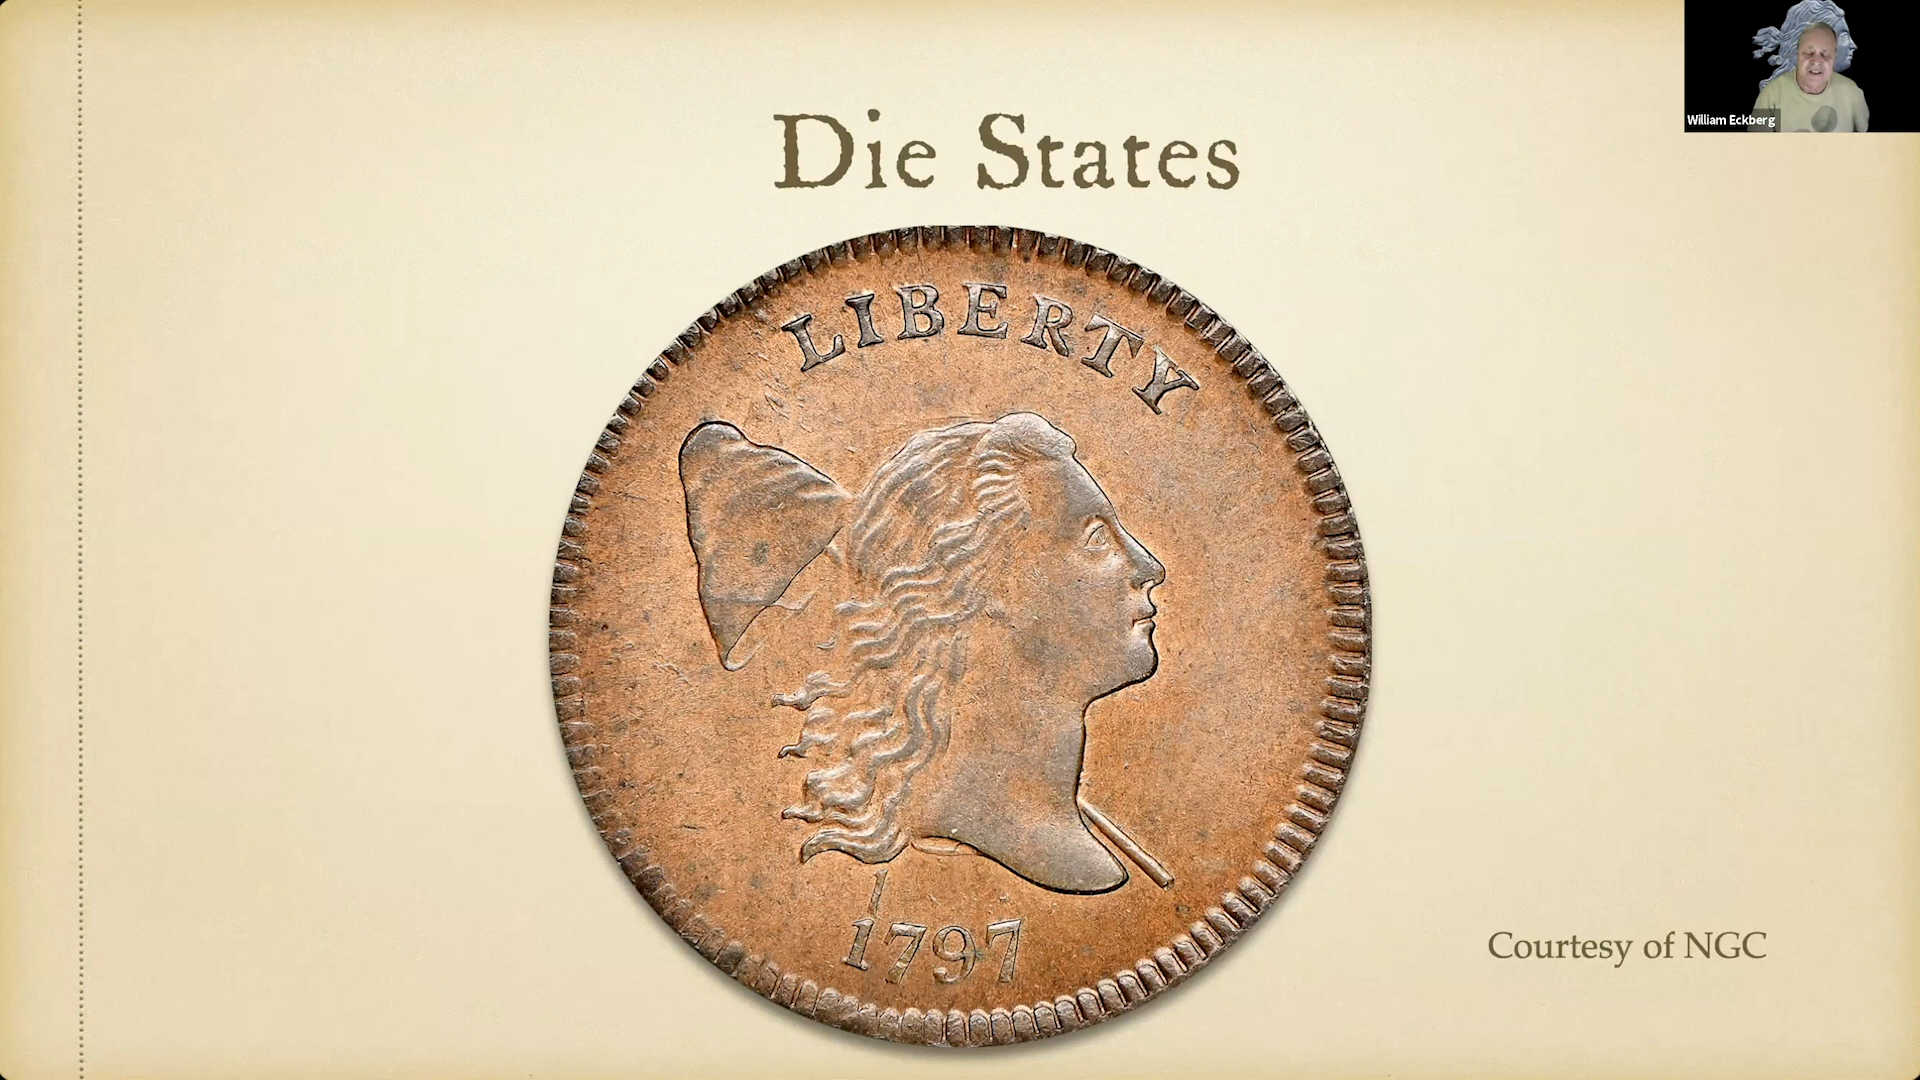 Die States
William Eckberg
LIBERTY
1797
Courtesy of NGC